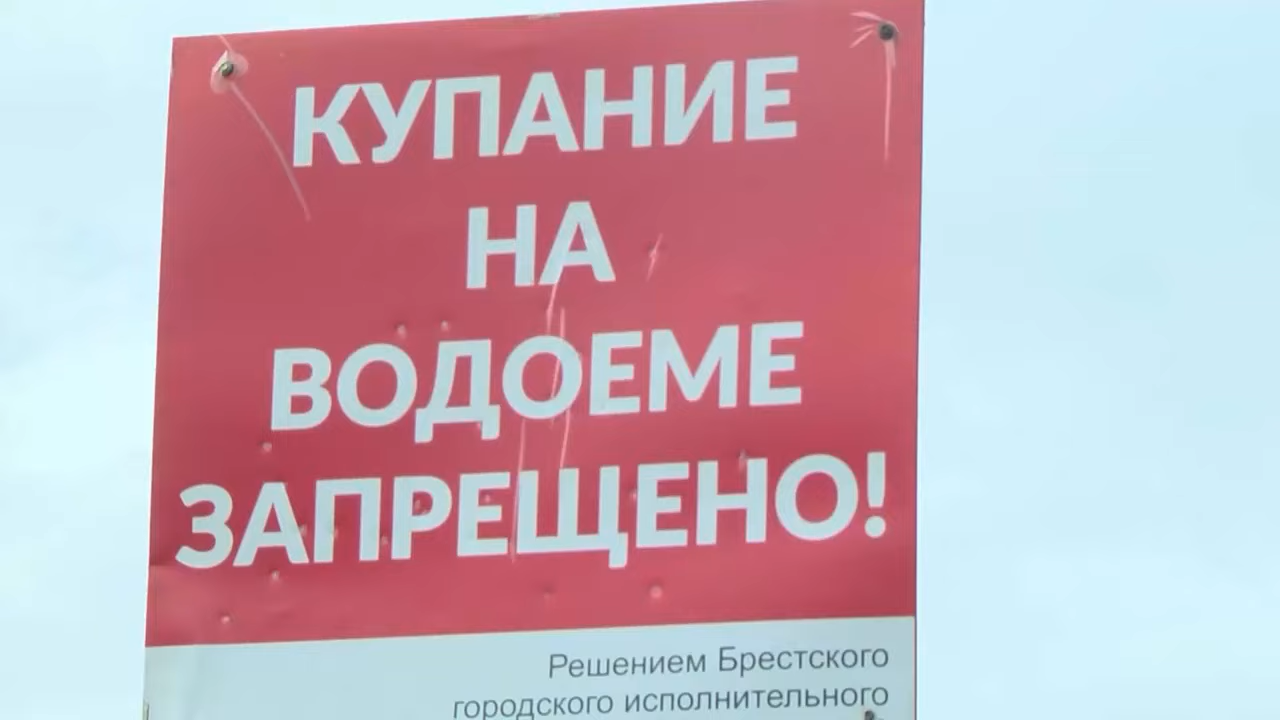 КУПАНИЕ
НА
ВОДОЕМЕ
ЗАПРЕЩЕНО!
Решением Брестского
городского исполнительного